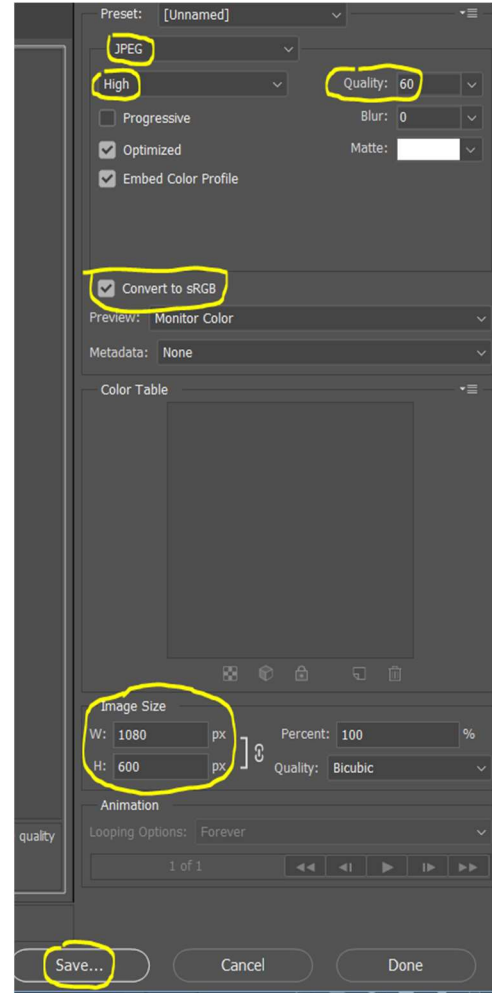 Preset: [Unnamed]
JPEG
High Quality: 60
Progressive Blur: 0
Optimized Matte:
Embed Color Profile
Convert to sRGB
Preview: Monitor Color
Metadata: None
Color Table
Image Size
W: 1080 px Percent: 100 %
H: 600 px Quality: Bicubic
Animation
quality Looping Options: Forever
1 of 1
Save... Cancel Done